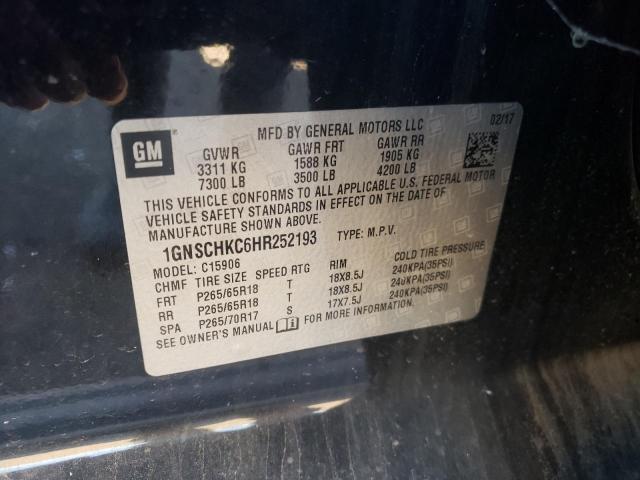 GM
MFD BY GENERAL MOTORS LLC 02/17
GVWR GAWR FRT GAWR RR
3311 KG 1588 KG 1905 KG
7300 LB 3500 LB 4200 LB
THIS VEHICLE CONFORMS TO ALL APPLICABLE U.S. FEDERAL MOTOR
VEHICLE SAFETY STANDARDS IN EFFECT ON THE DATE OF
MANUFACTURE SHOWN ABOVE.
1GNSCHKC6HR252193 TYPE: M.P.V.
MODEL: C15906
CHMF TIRE SIZE SPEED RTG RIM COLD TIRE PRESSURE
FRT P265/65R18 T 18X8.5J 240KPA(35PSI)
RR P265/65R18 T 18X8.5J 240KPA(35PSI)
SPA P265/70R17 S 17X7.5J 240KPA(35PSI)
SEE OWNER'S MANUAL FOR MORE INFORMATION.